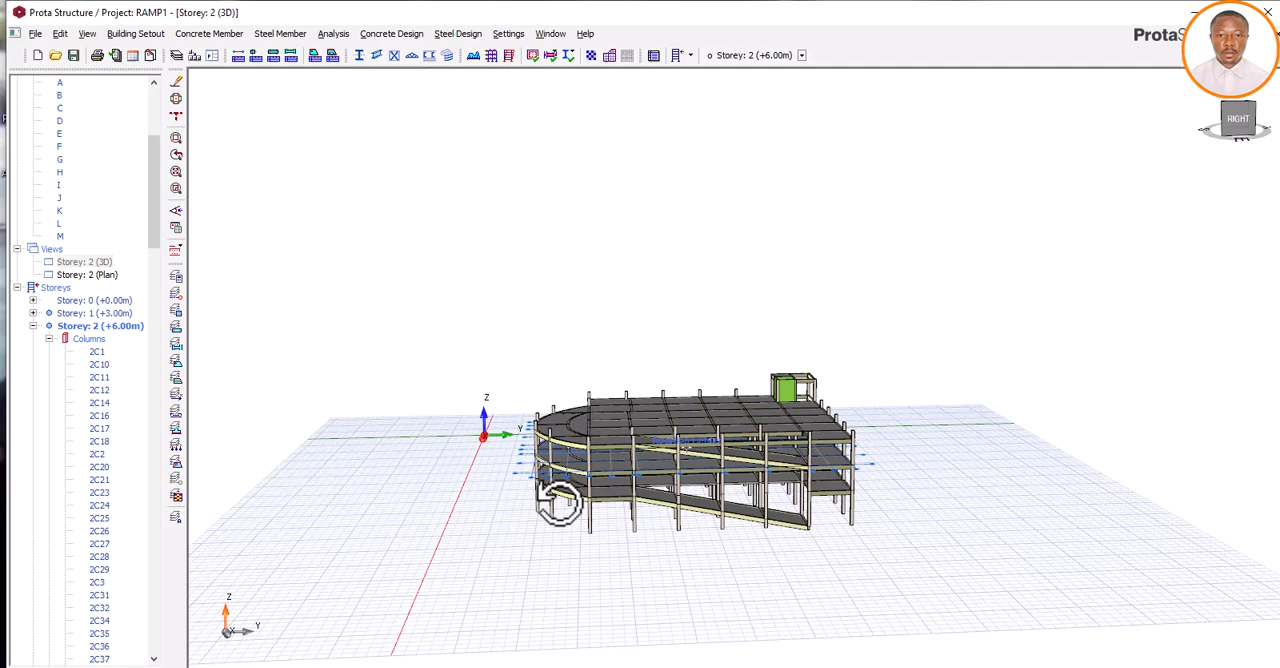 Prota Structure / Project: RAMP1 - [Storey: 2 (3D)]
File Edit View Building Setout Concrete Member Steel Member Analysis Concrete Design Steel Design Settings Window Help
Storey: 2 (+6.00m)
RIGHT
A
B
C
D
E
F
G
H
I
J
K
L
M
Views
Storey: 2 (3D)
Storey: 2 (Plan)
Storeys
Storey: 0 (+0.00m)
Storey: 1 (+3.00m)
Storey: 2 (+6.00m)
Columns
2C1
2C10
2C11
2C12
2C14
2C16
2C17
2C18
2C2
2C20
2C21
2C23
2C24
2C25
2C26
2C27
2C28
2C29
2C3
2C31
2C32
2C34
2C35
2C36
2C37
Z
Y
Z
X
Y